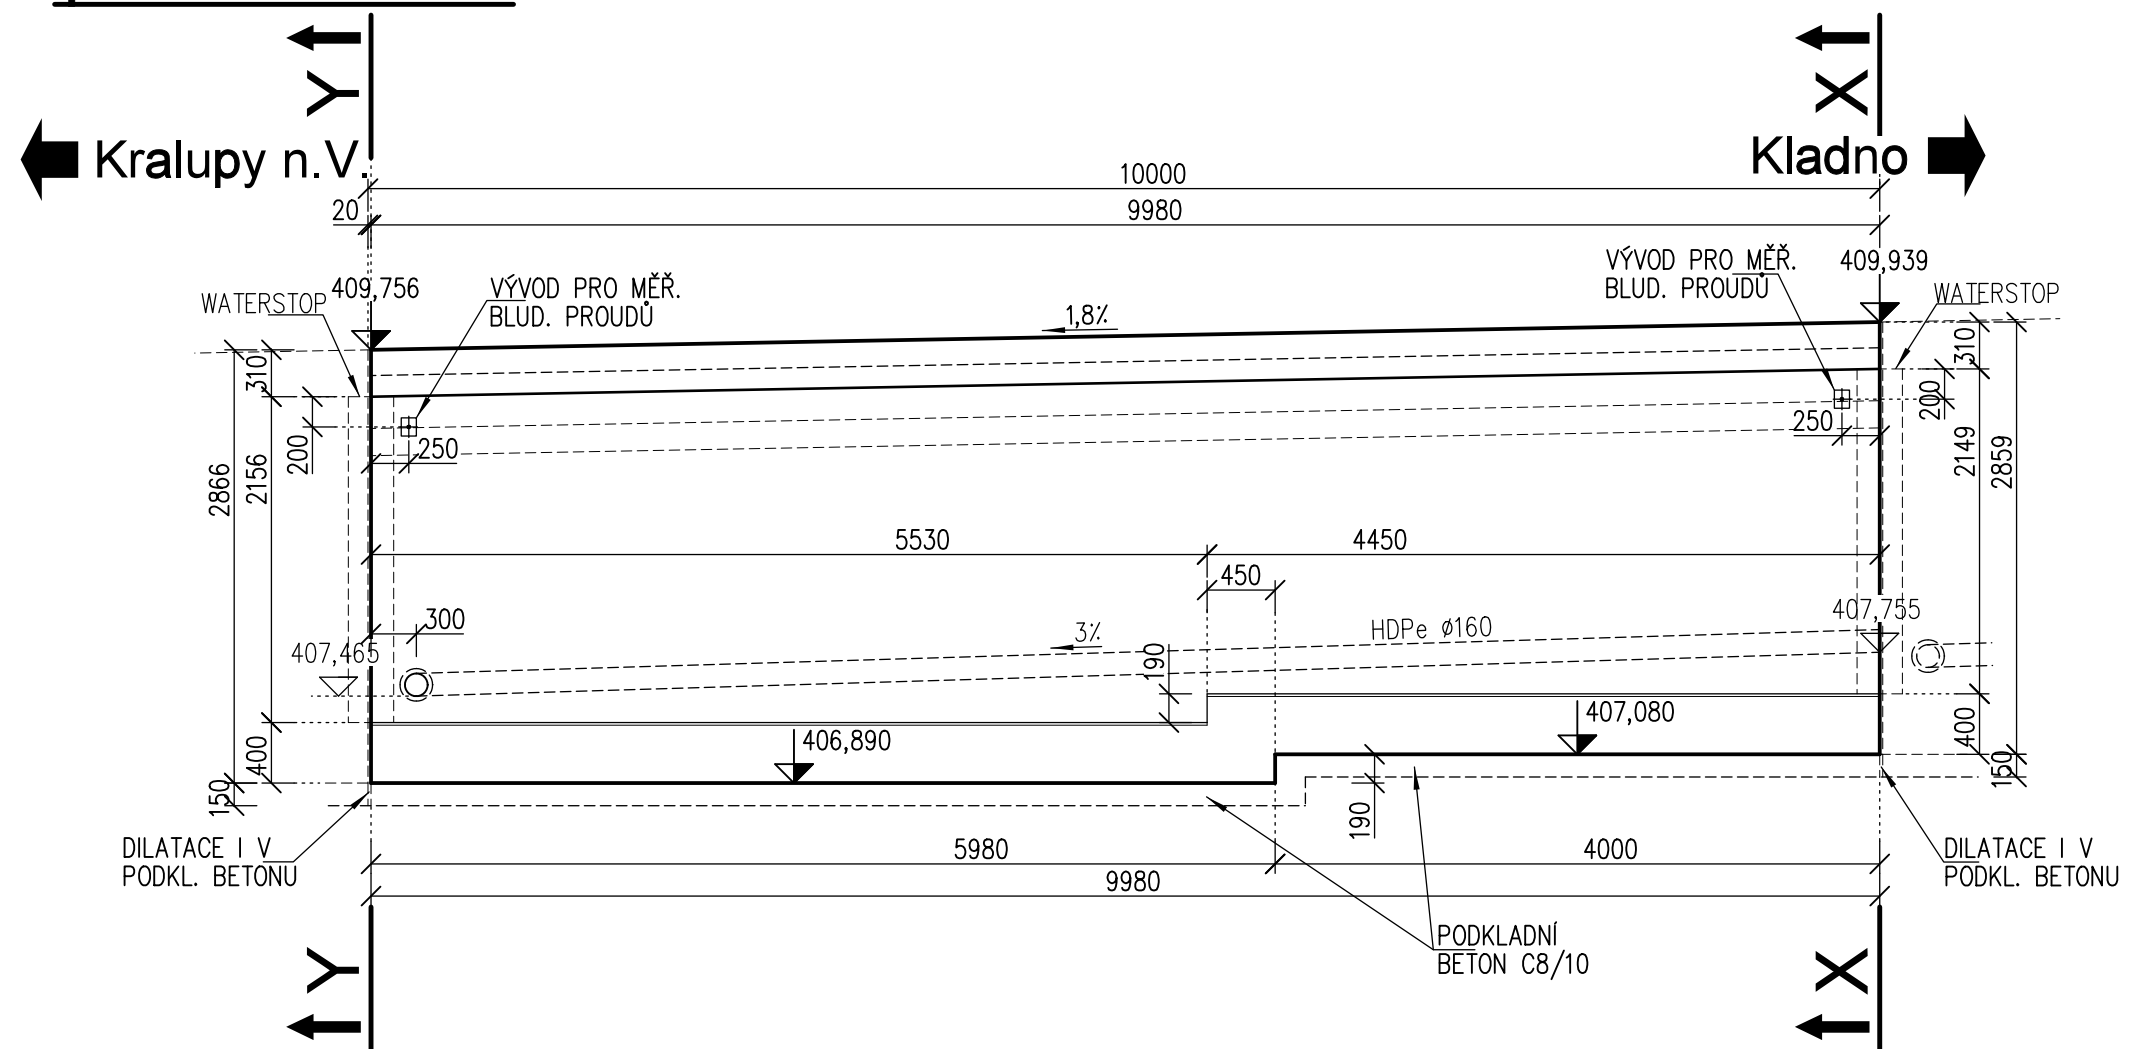 Y
X
Kralupy n.V.
Kladno
10000
20
9980
409,756
VÝVOD PRO MĚŘ.
BLUD. PROUDŮ
VÝVOD PRO MĚŘ.
BLUD. PROUDŮ
409,939
WATERSTOP
WATERSTOP
1,8%
310
310
200
200
250
250
2866
2156
2149
2859
5530
4450
450
300
3%
HDPe Ø160
407,465
407,755
190
406,890
407,080
400
400
150
150
190
DILATACE I V
PODKL. BETONU
5980
4000
DILATACE I V
PODKL. BETONU
9980
PODKLADNÍ
BETON C8/10
Y
X